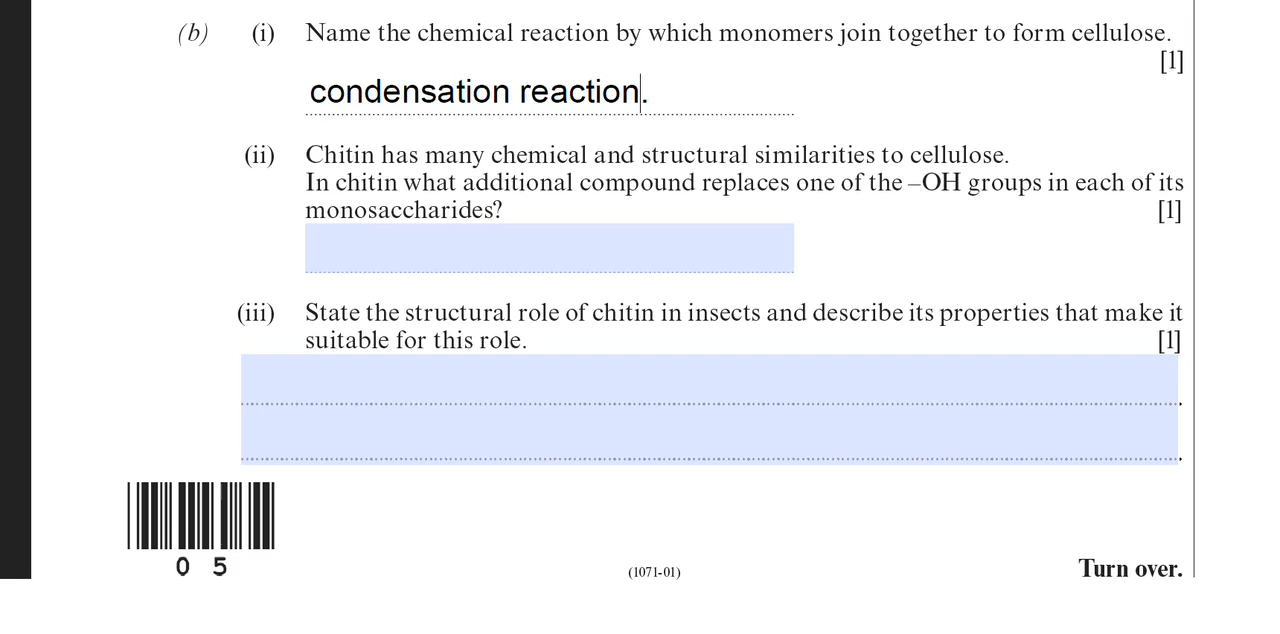 (b) (i) Name the chemical reaction by which monomers join together to form cellulose.
[1]
condensation reaction.
(ii) Chitin has many chemical and structural similarities to cellulose.
In chitin what additional compound replaces one of the –OH groups in each of its
monosaccharides? [1]
(iii) State the structural role of chitin in insects and describe its properties that make it
suitable for this role. [1]
0 5
(1071-01)
Turn over.